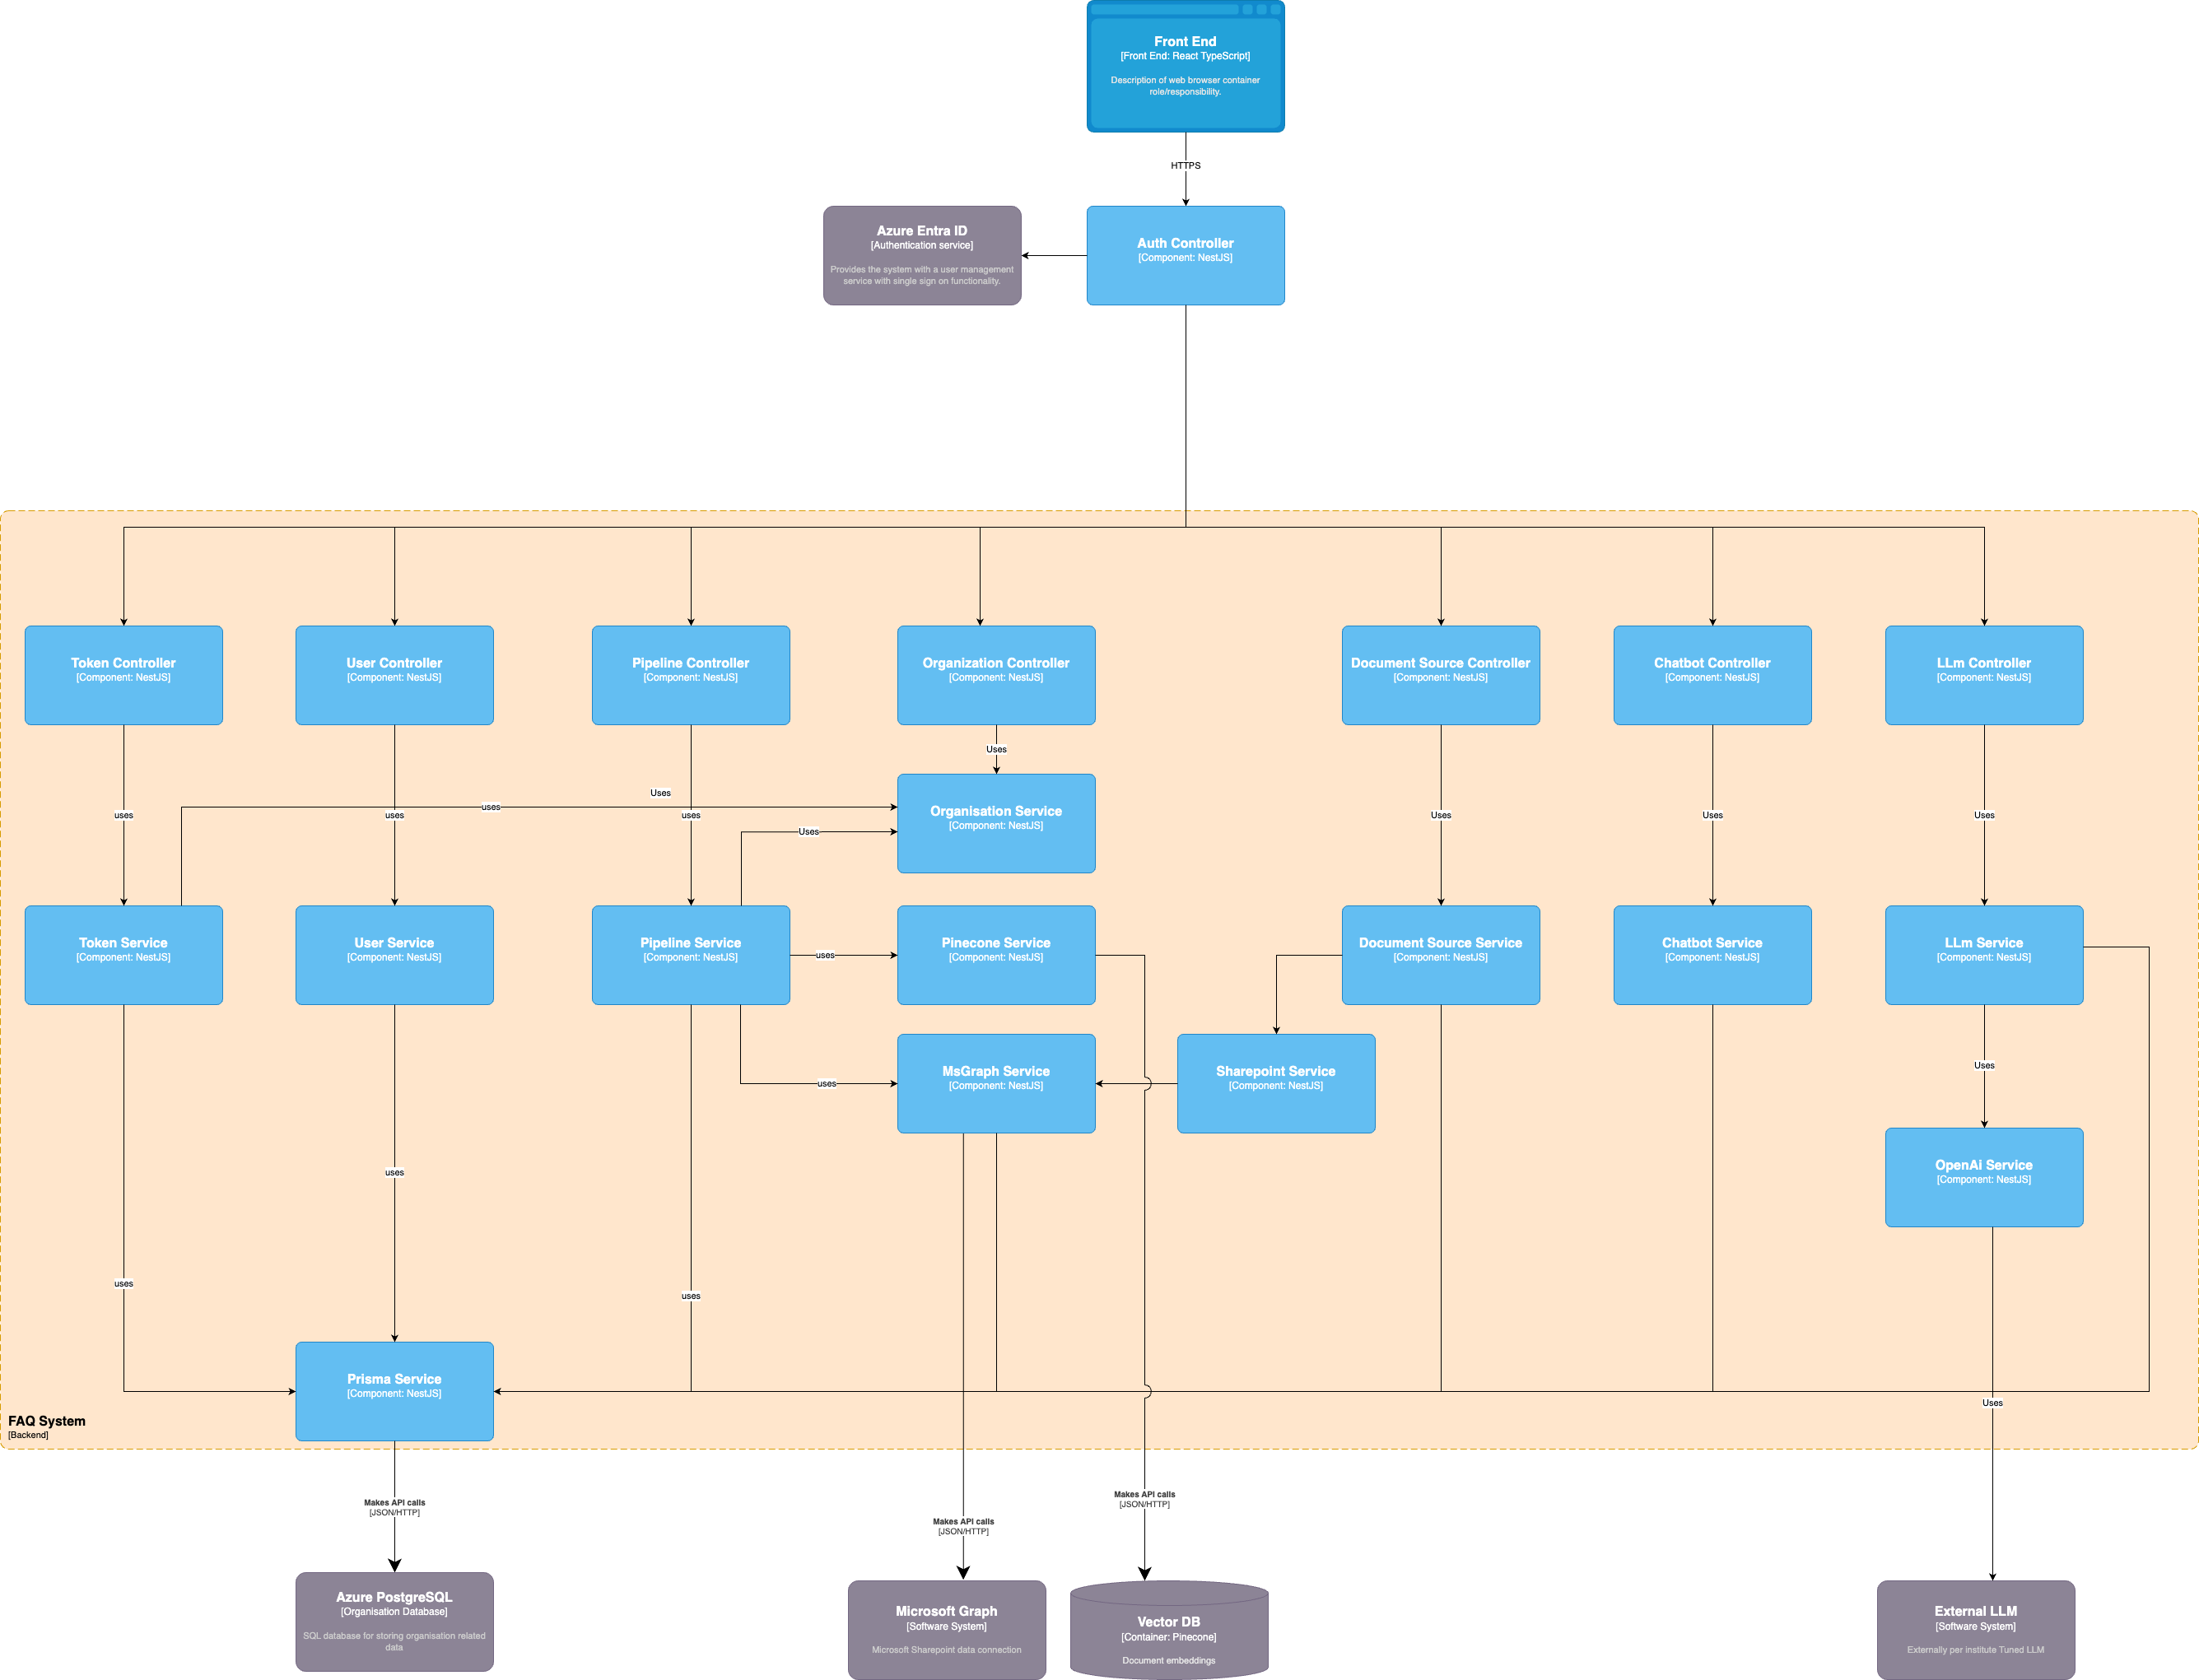 Front End
[Front End: React TypeScript]
Description of web browser container
role/responsibility.
HTTPS
Azure Entra ID
[Authentication service]
Provides the system with a user management
service with single sign on functionality.
Auth Controller
[Component: NestJS]
Token Controller
[Component: NestJS]
User Controller
[Component: NestJS]
Pipeline Controller
[Component: NestJS]
Organization Controller
[Component: NestJS]
Document Source Controller
[Component: NestJS]
Chatbot Controller
[Component: NestJS]
LLm Controller
[Component: NestJS]
Uses
Uses
uses
Organisation Service
[Component: NestJS]
uses
uses
uses
Uses
Uses
Uses
Uses
Token Service
[Component: NestJS]
User Service
[Component: NestJS]
Pipeline Service
[Component: NestJS]
uses
Pinecone Service
[Component: NestJS]
Document Source Service
[Component: NestJS]
Chatbot Service
[Component: NestJS]
LLm Service
[Component: NestJS]
uses
MsGraph Service
[Component: NestJS]
Sharepoint Service
[Component: NestJS]
Uses
OpenAi Service
[Component: NestJS]
uses
uses
uses
Prisma Service
[Component: NestJS]
Uses
FAQ System
[Backend]
Makes API calls
[JSON/HTTP]
Makes API calls
[JSON/HTTP]
Makes API calls
[JSON/HTTP]
Azure PostgreSQL
[Organisation Database]
SQL database for storing organisation related
data
Microsoft Graph
[Software System]
Microsoft Sharepoint data connection
Vector DB
[Container: Pinecone]
Document embeddings
External LLM
[Software System]
Externally per institute Tuned LLM